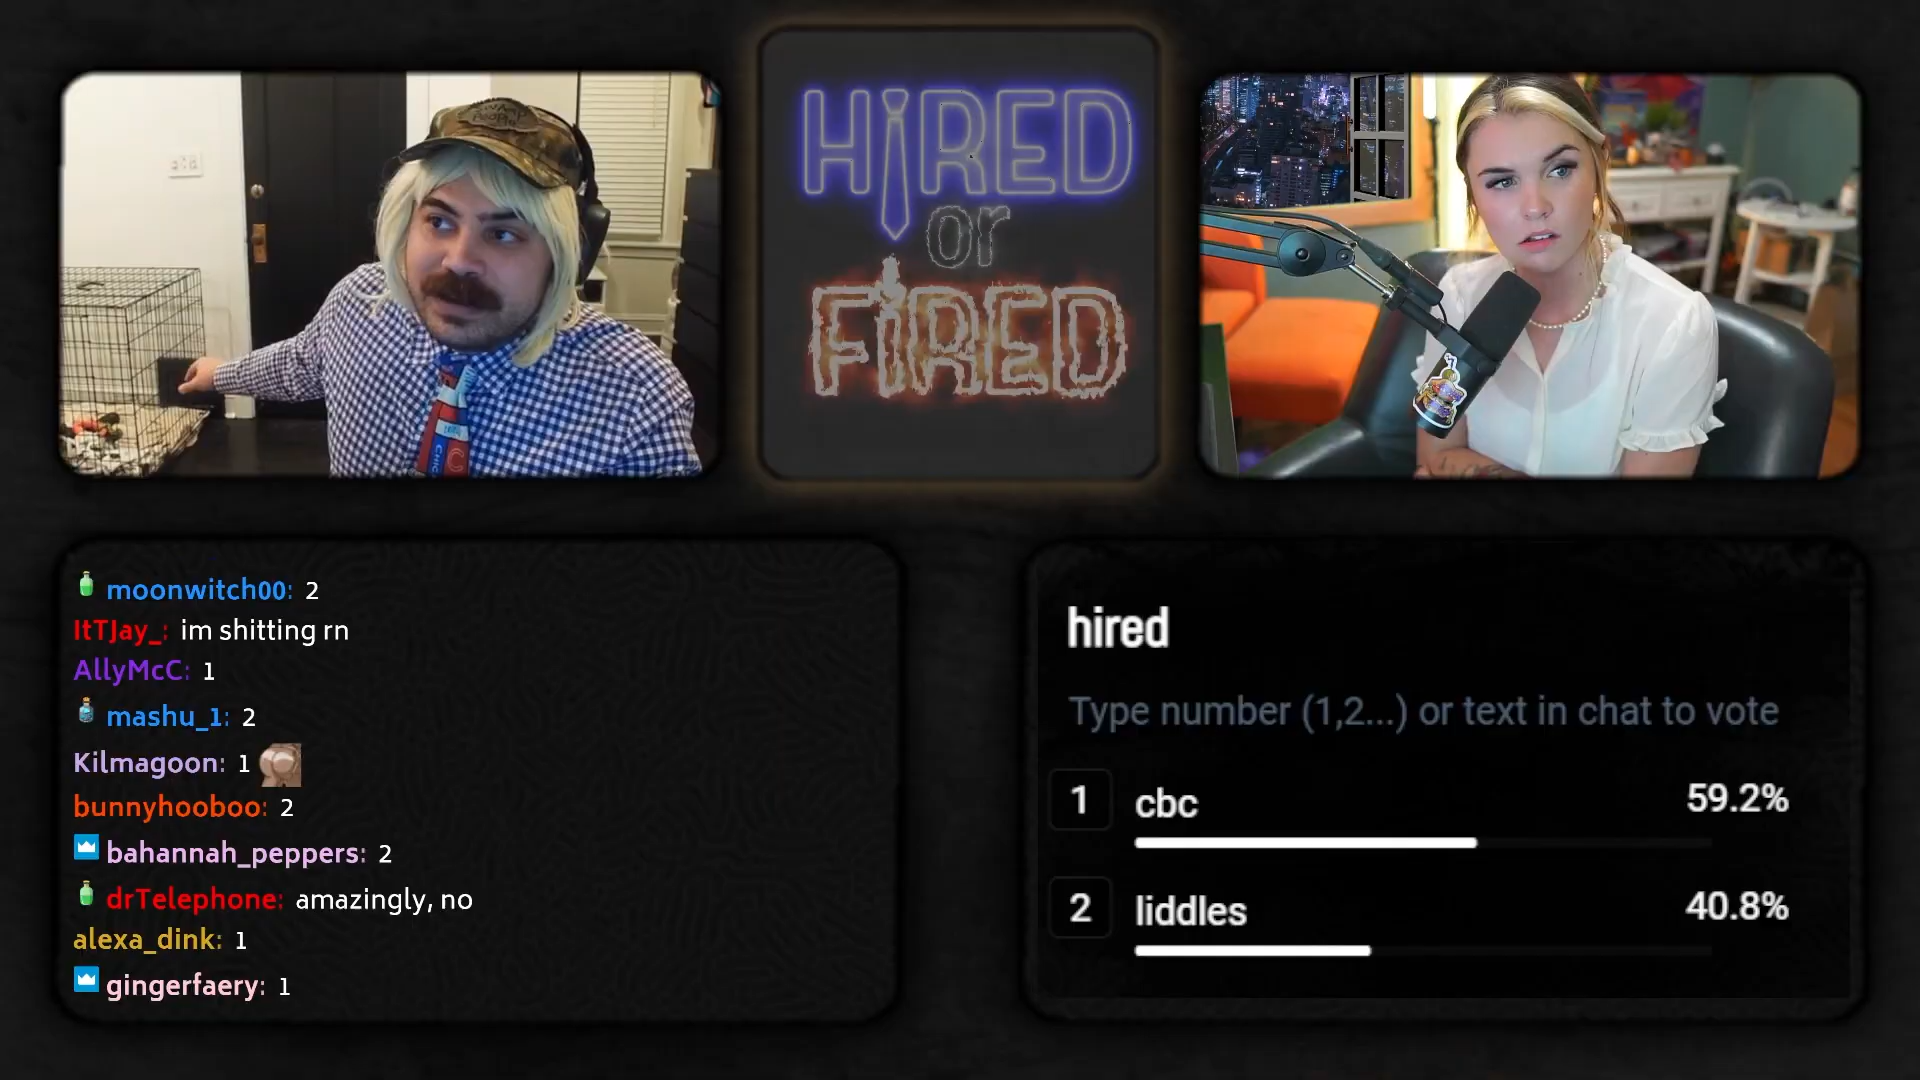 HiRED
or
FiRED
moonwitch00: 2
ItTJay_: im shitting rn
AllyMcC: 1
mashu_1: 2
Kilmagoon: 1
bunnyhooboo: 2
bahannah_peppers: 2
drTelephone: amazingly, no
alexa_dink: 1
gingerfaery: 1
hired
Type number (1,2...) or text in chat to vote
1 cbc 59.2%
2 liddles 40.8%